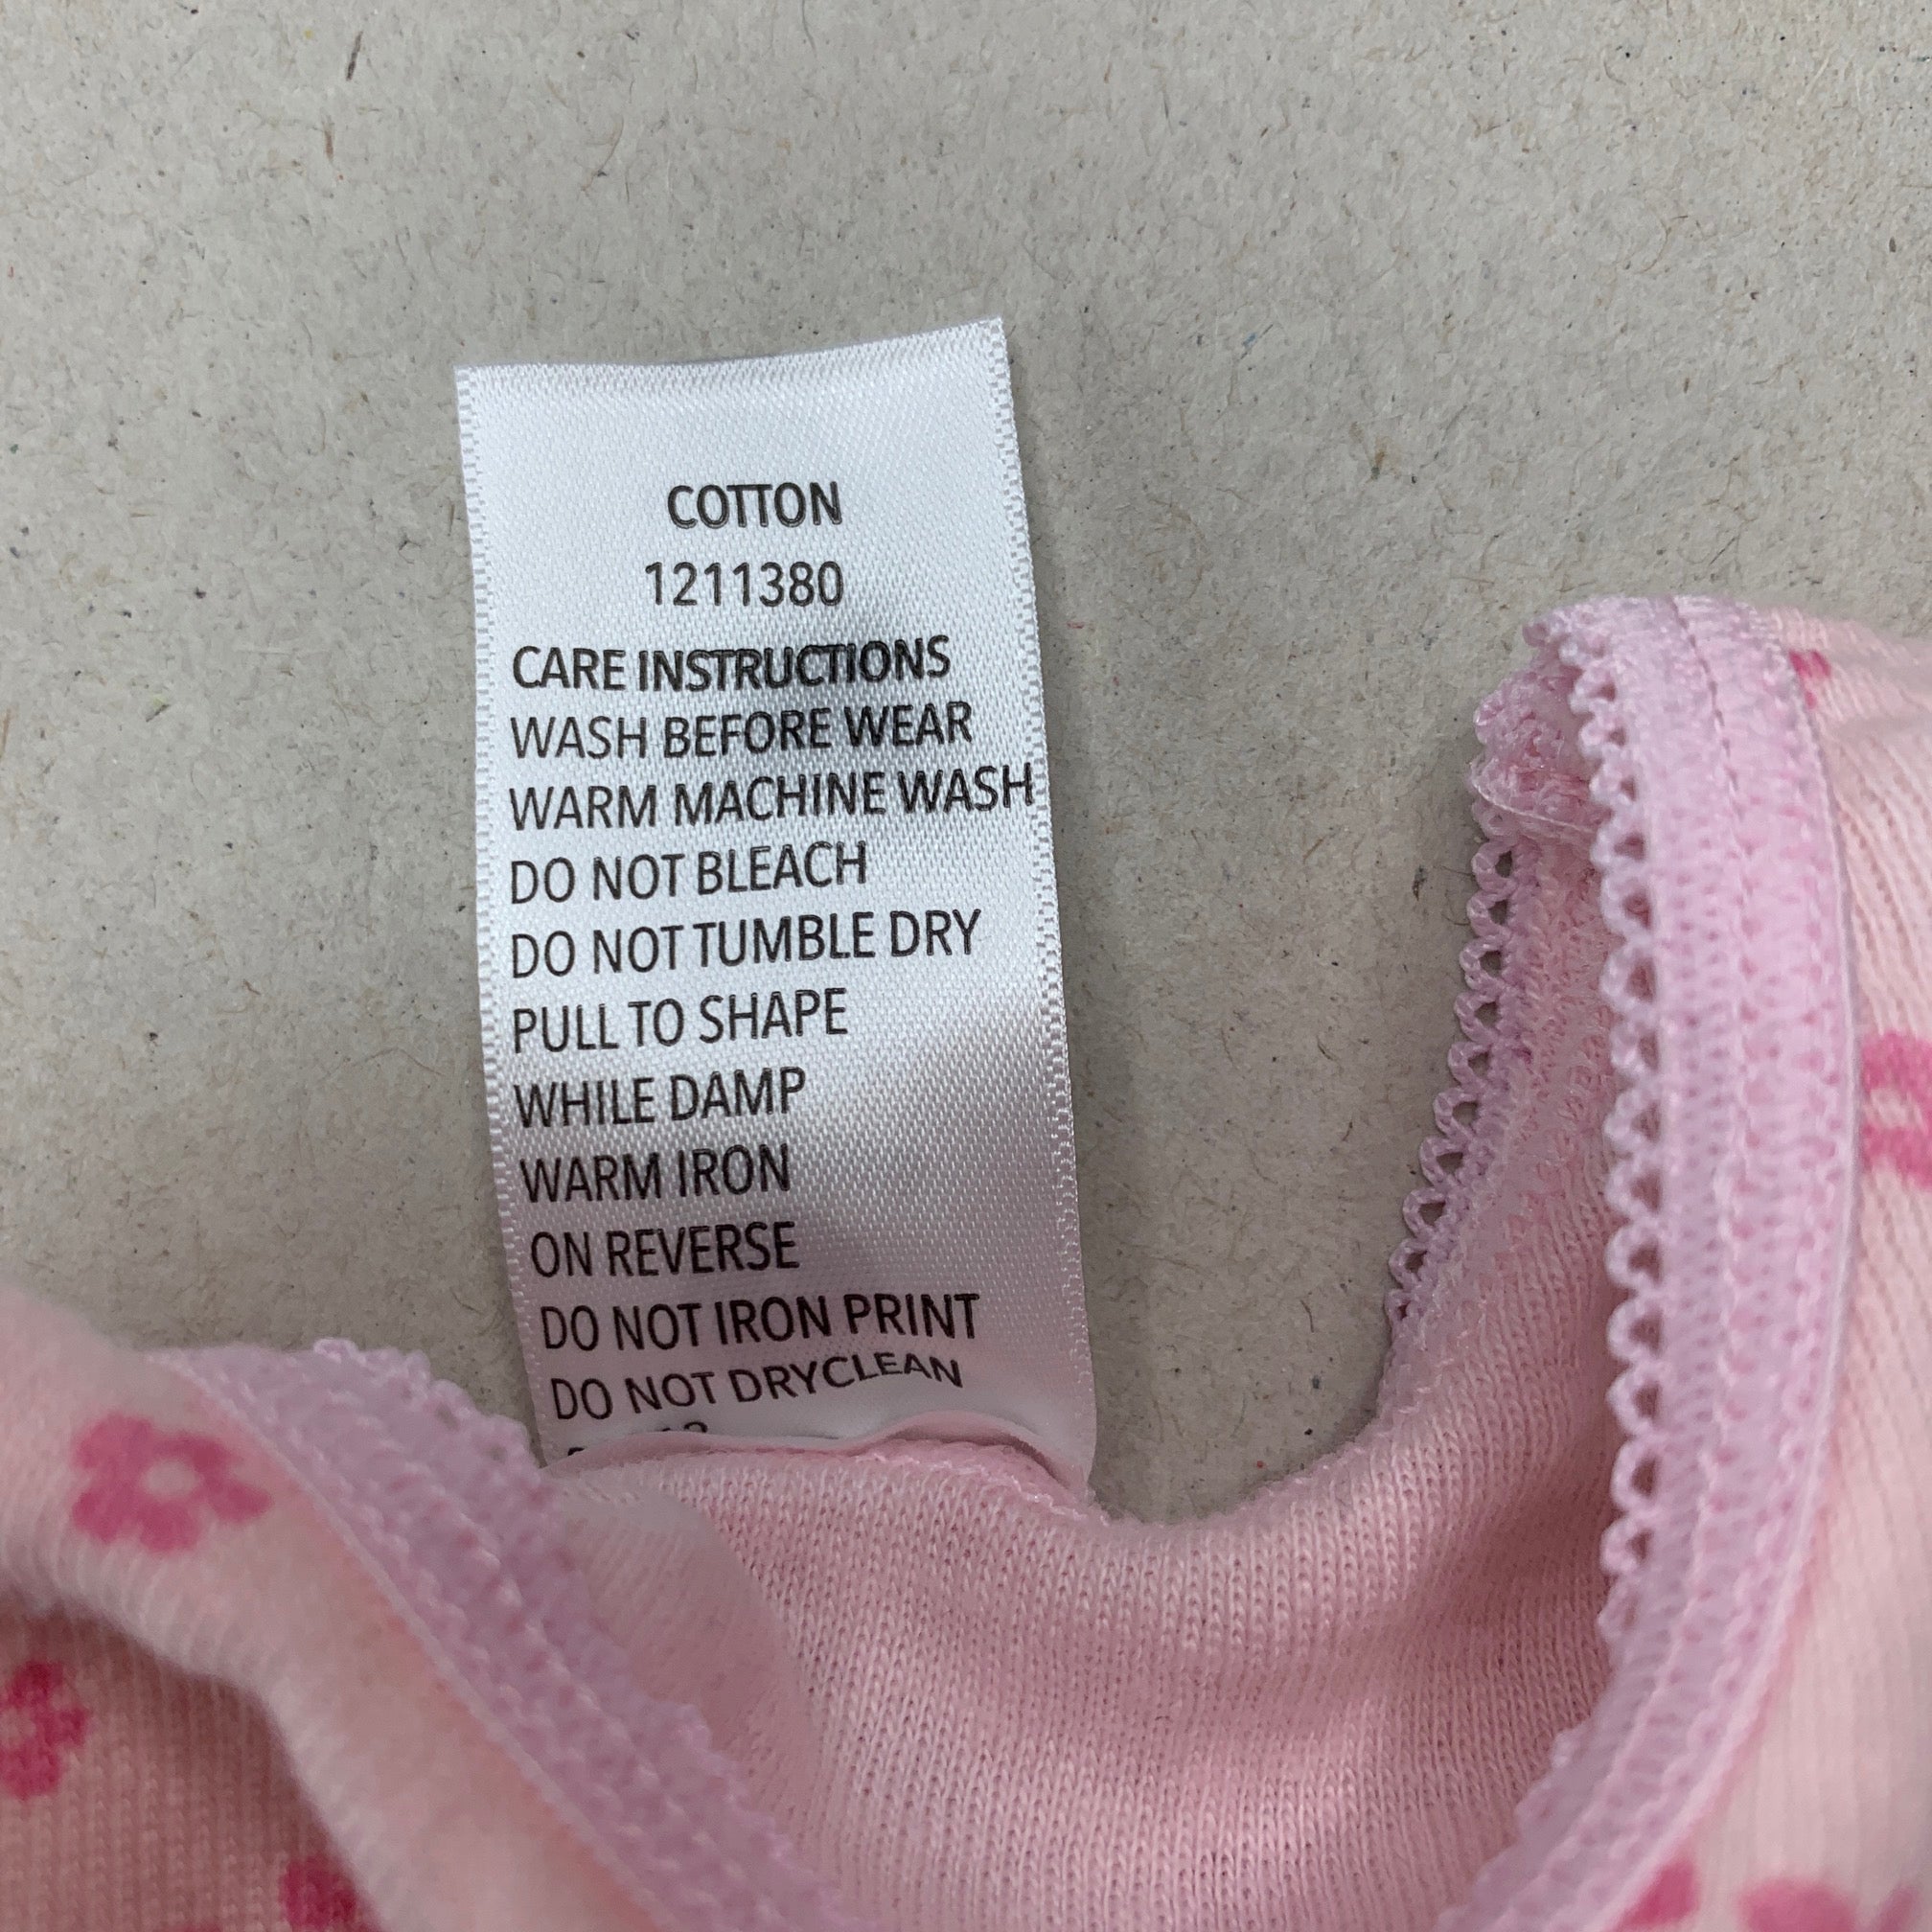 COTTON
1211380
CARE INSTRUCTIONS
WASH BEFORE WEAR
WARM MACHINE WASH
DO NOT BLEACH
DO NOT TUMBLE DRY
PULL TO SHAPE
WHILE DAMP
WARM IRON
ON REVERSE
DO NOT IRON PRINT
DO NOT DRYCLEAN